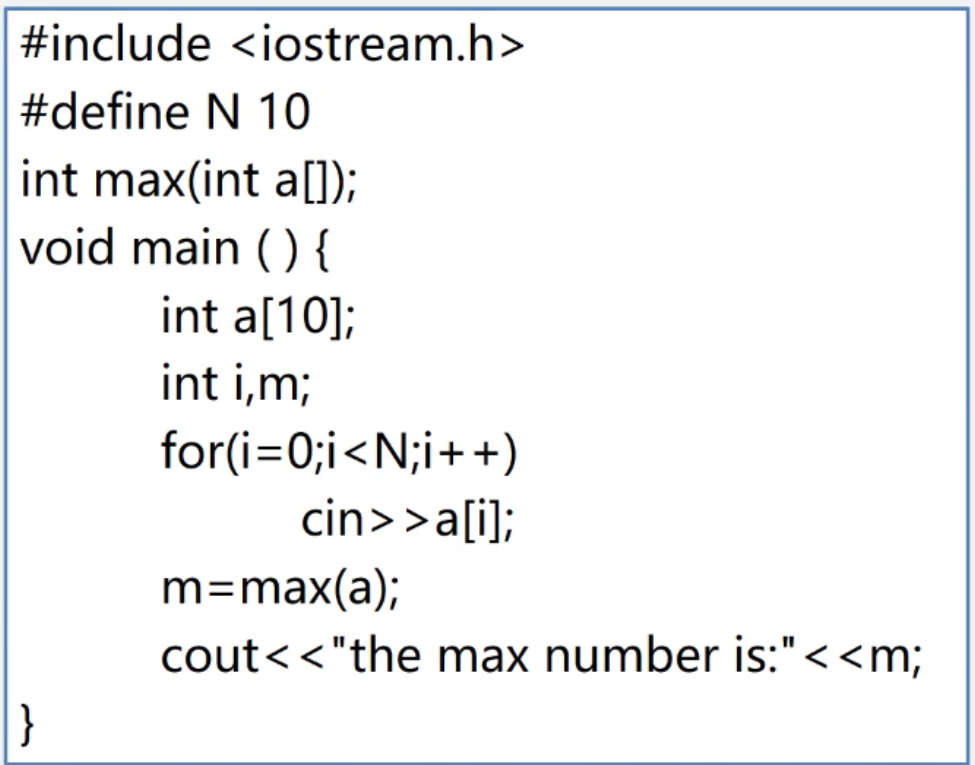 #include <iostream.h>
#define N 10
int max(int a[]);
void main ( ) {
int a[10];
int i,m;
for(i=0;i<N;i++)
cin>>a[i];
m=max(a);
cout<<"the max number is:"<<m;
}